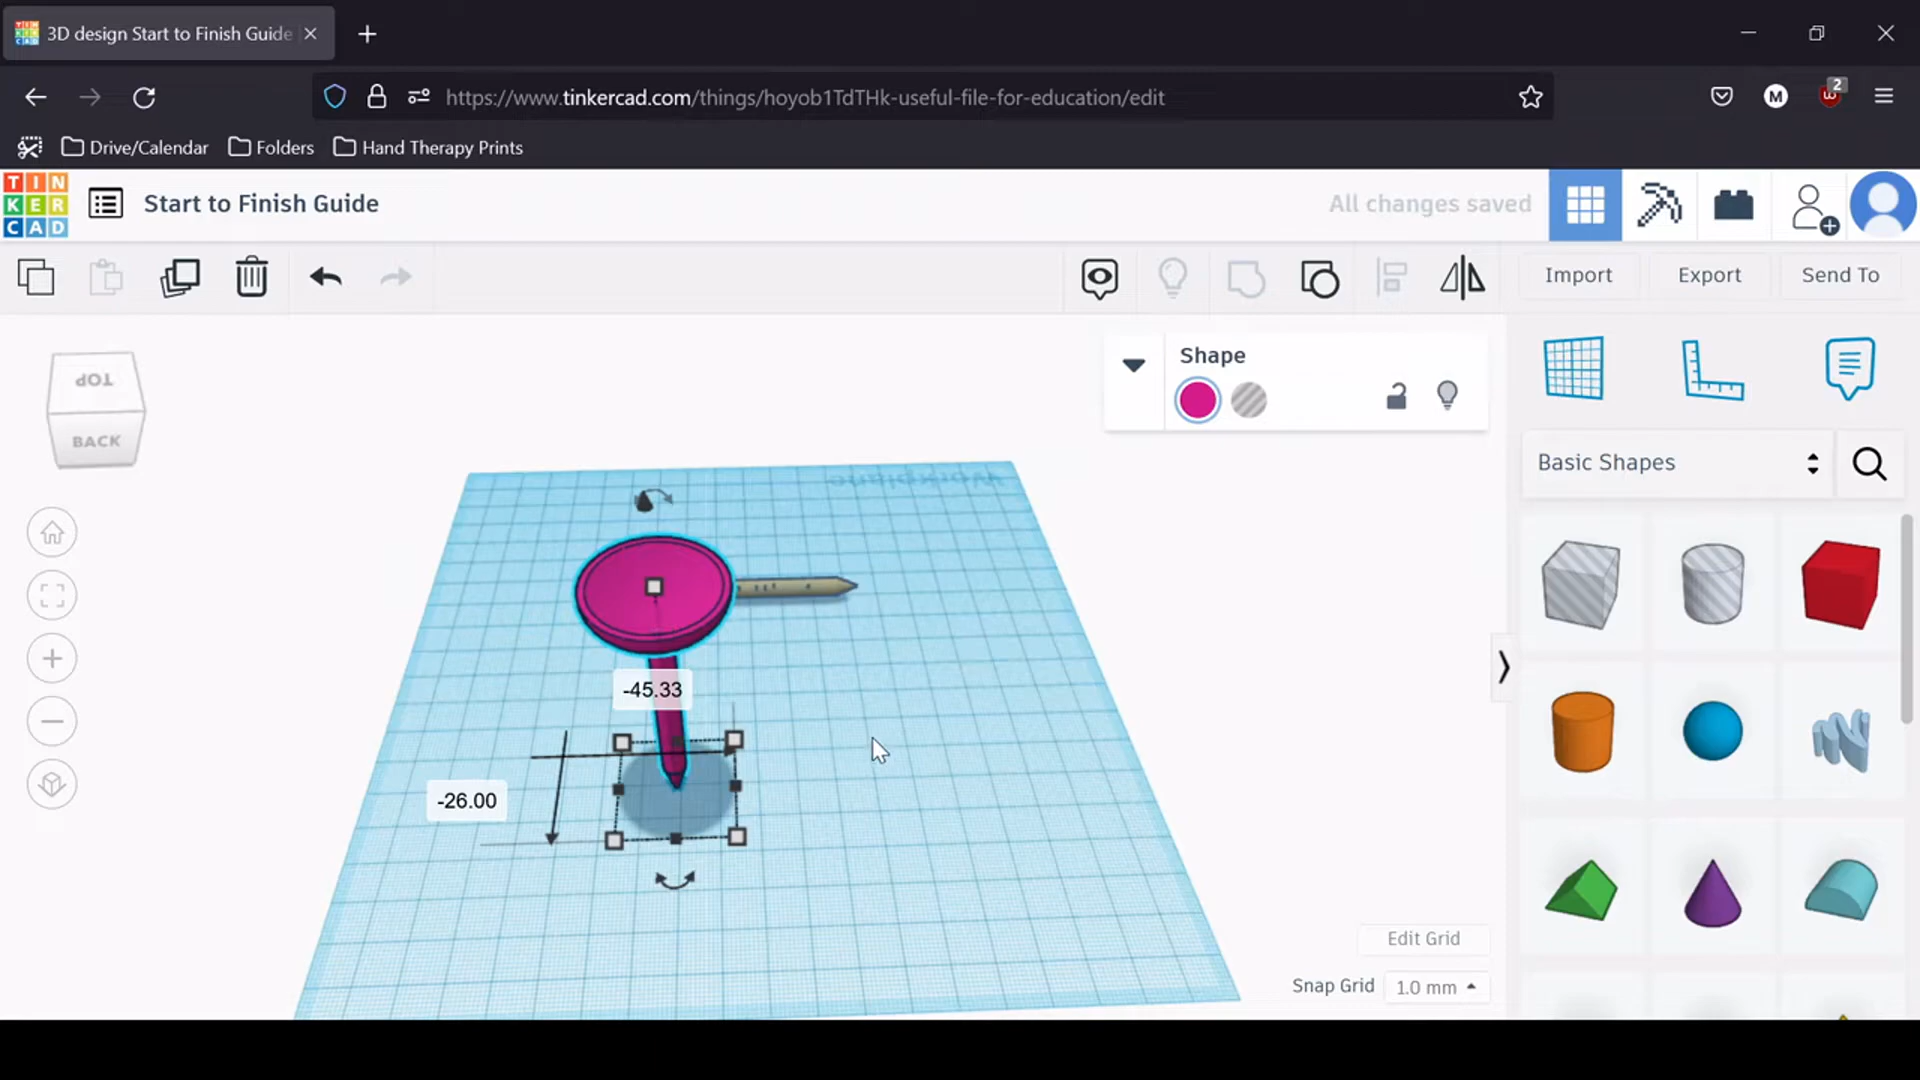 3D design Start to Finish Guide
https://www.tinkercad.com/things/hoyob1TdTHk-useful-file-for-education/edit
M
2
Drive/Calendar
Folders
Hand Therapy Prints
TIN
KER
CAD
Start to Finish Guide
All changes saved
Import
Export
Send To
TOP
BACK
Shape
Workplane
Basic Shapes
-45.33
-26.00
Edit Grid
Snap Grid
1.0 mm